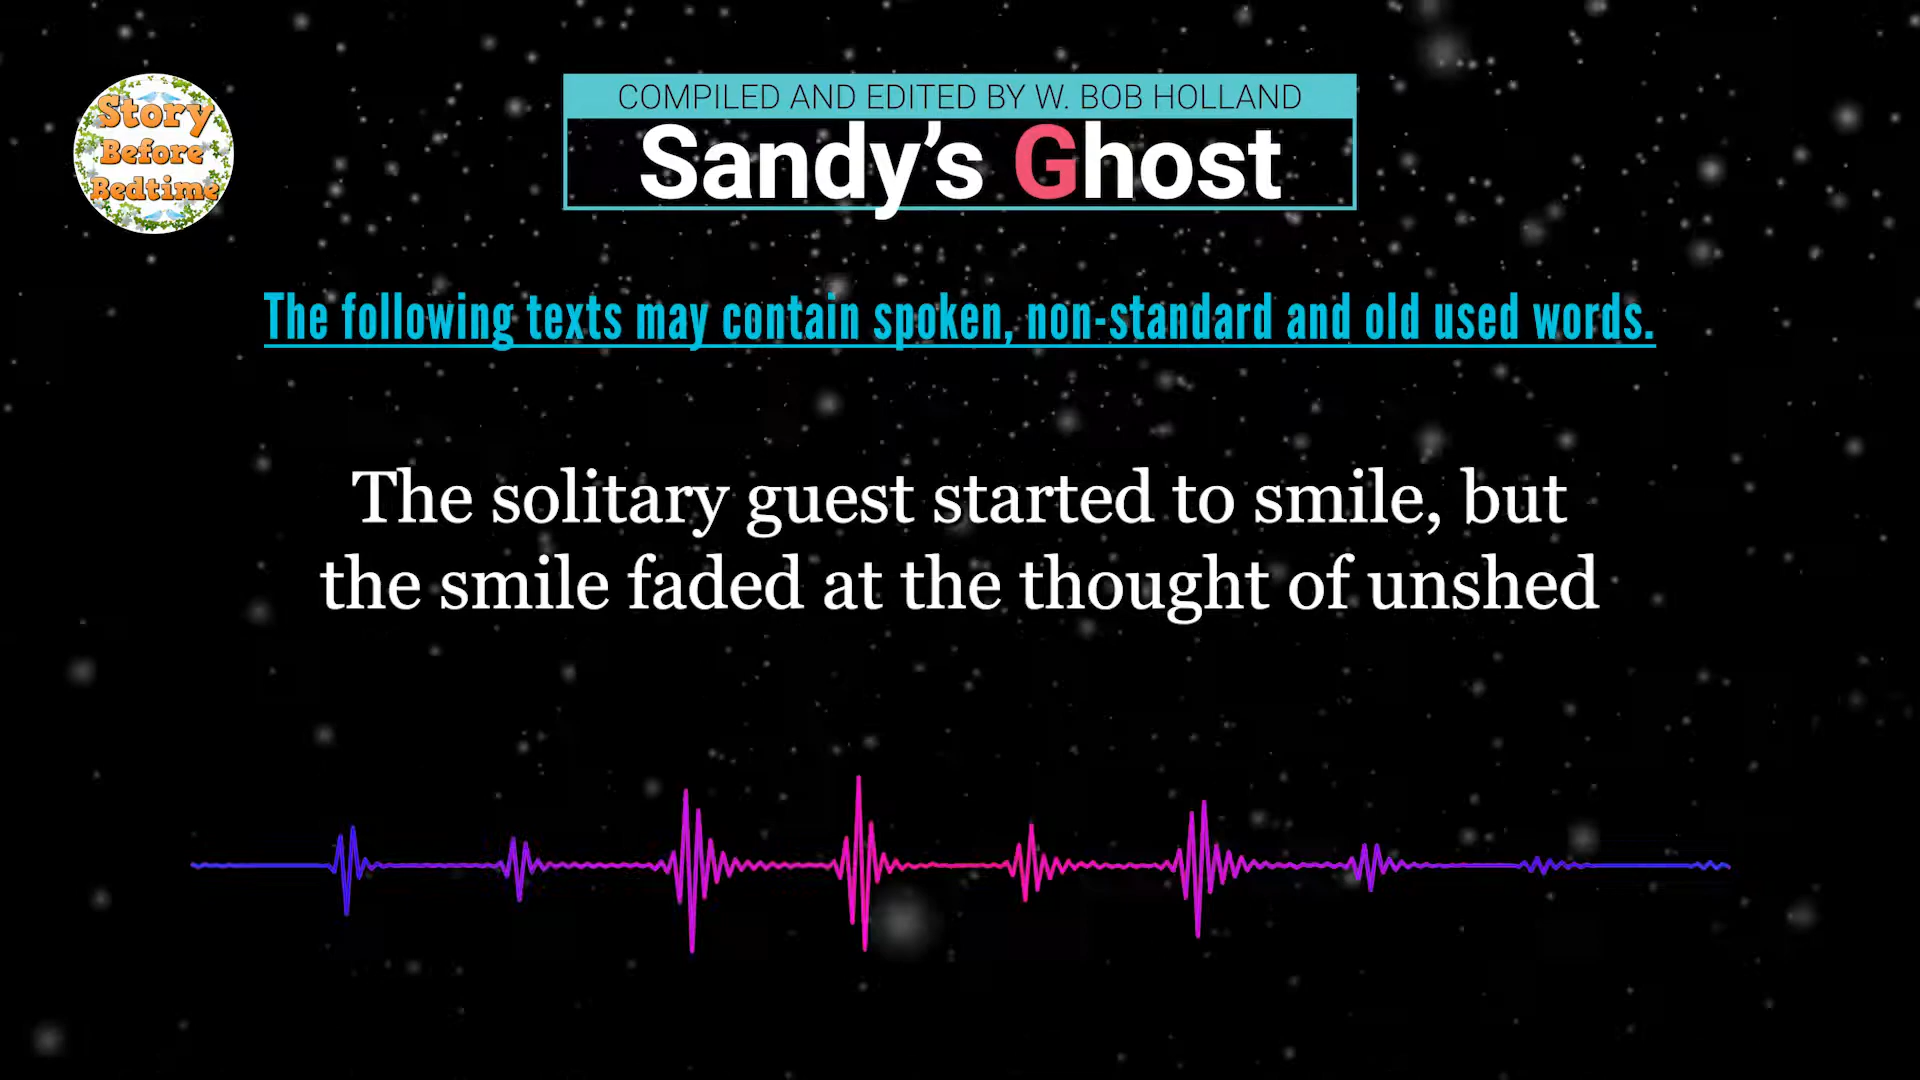 Story
Before
Bedtime
COMPILED AND EDITED BY W. BOB HOLLAND
Sandy’s Ghost
The following texts may contain spoken, non-standard and old used words.
The solitary guest started to smile, but
the smile faded at the thought of unshed